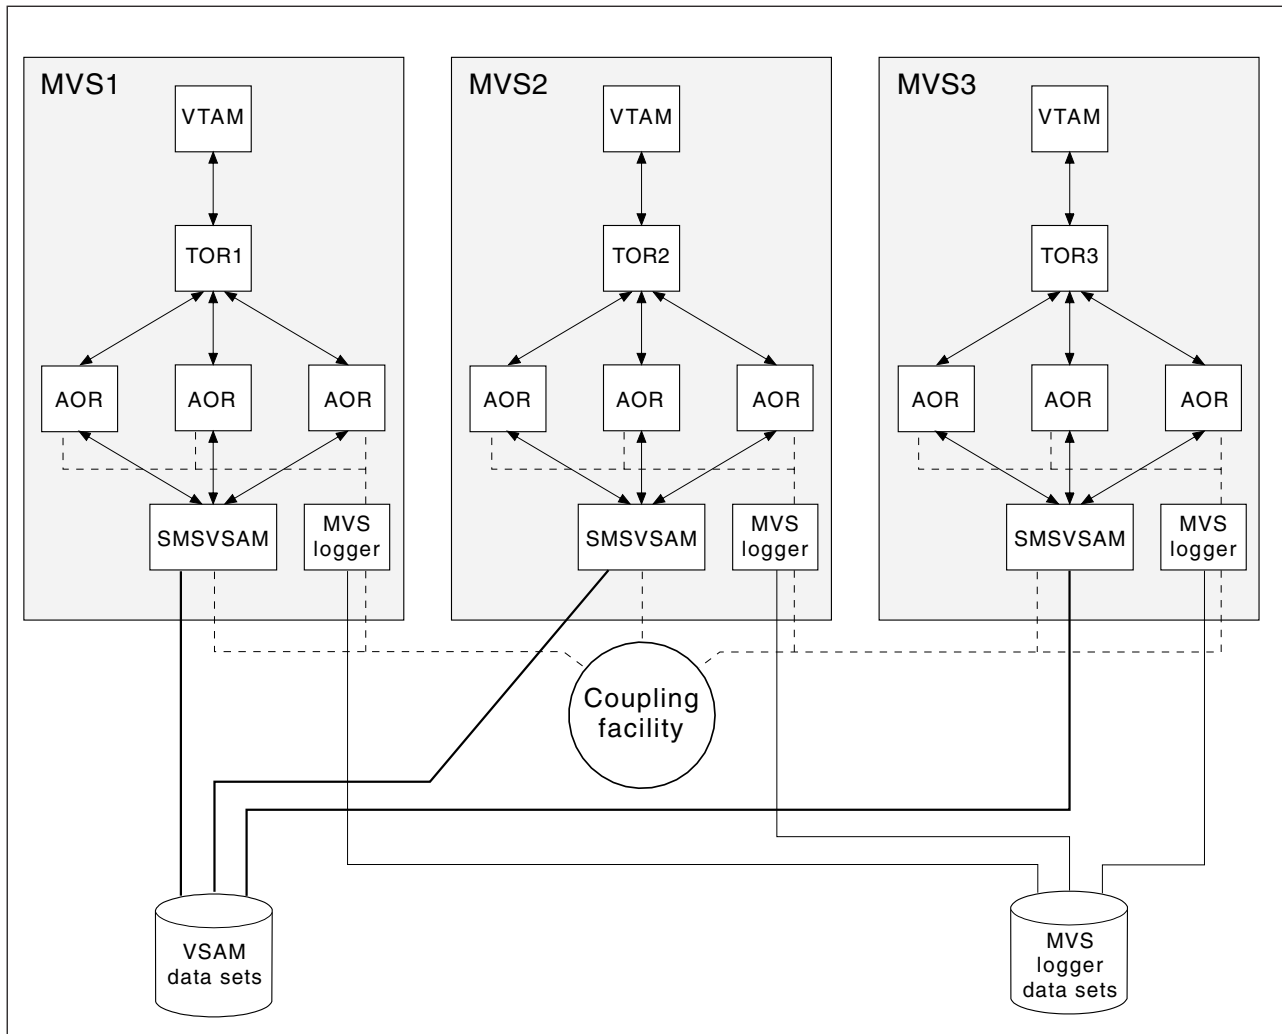 MVS1
MVS2
MVS3
VTAM
VTAM
VTAM
TOR1
TOR2
TOR3
AOR
AOR
AOR
AOR
AOR
AOR
AOR
AOR
AOR
SMSVSAM
MVS
logger
SMSVSAM
MVS
logger
SMSVSAM
MVS
logger
Coupling
facility
VSAM
data sets
MVS
logger
data sets